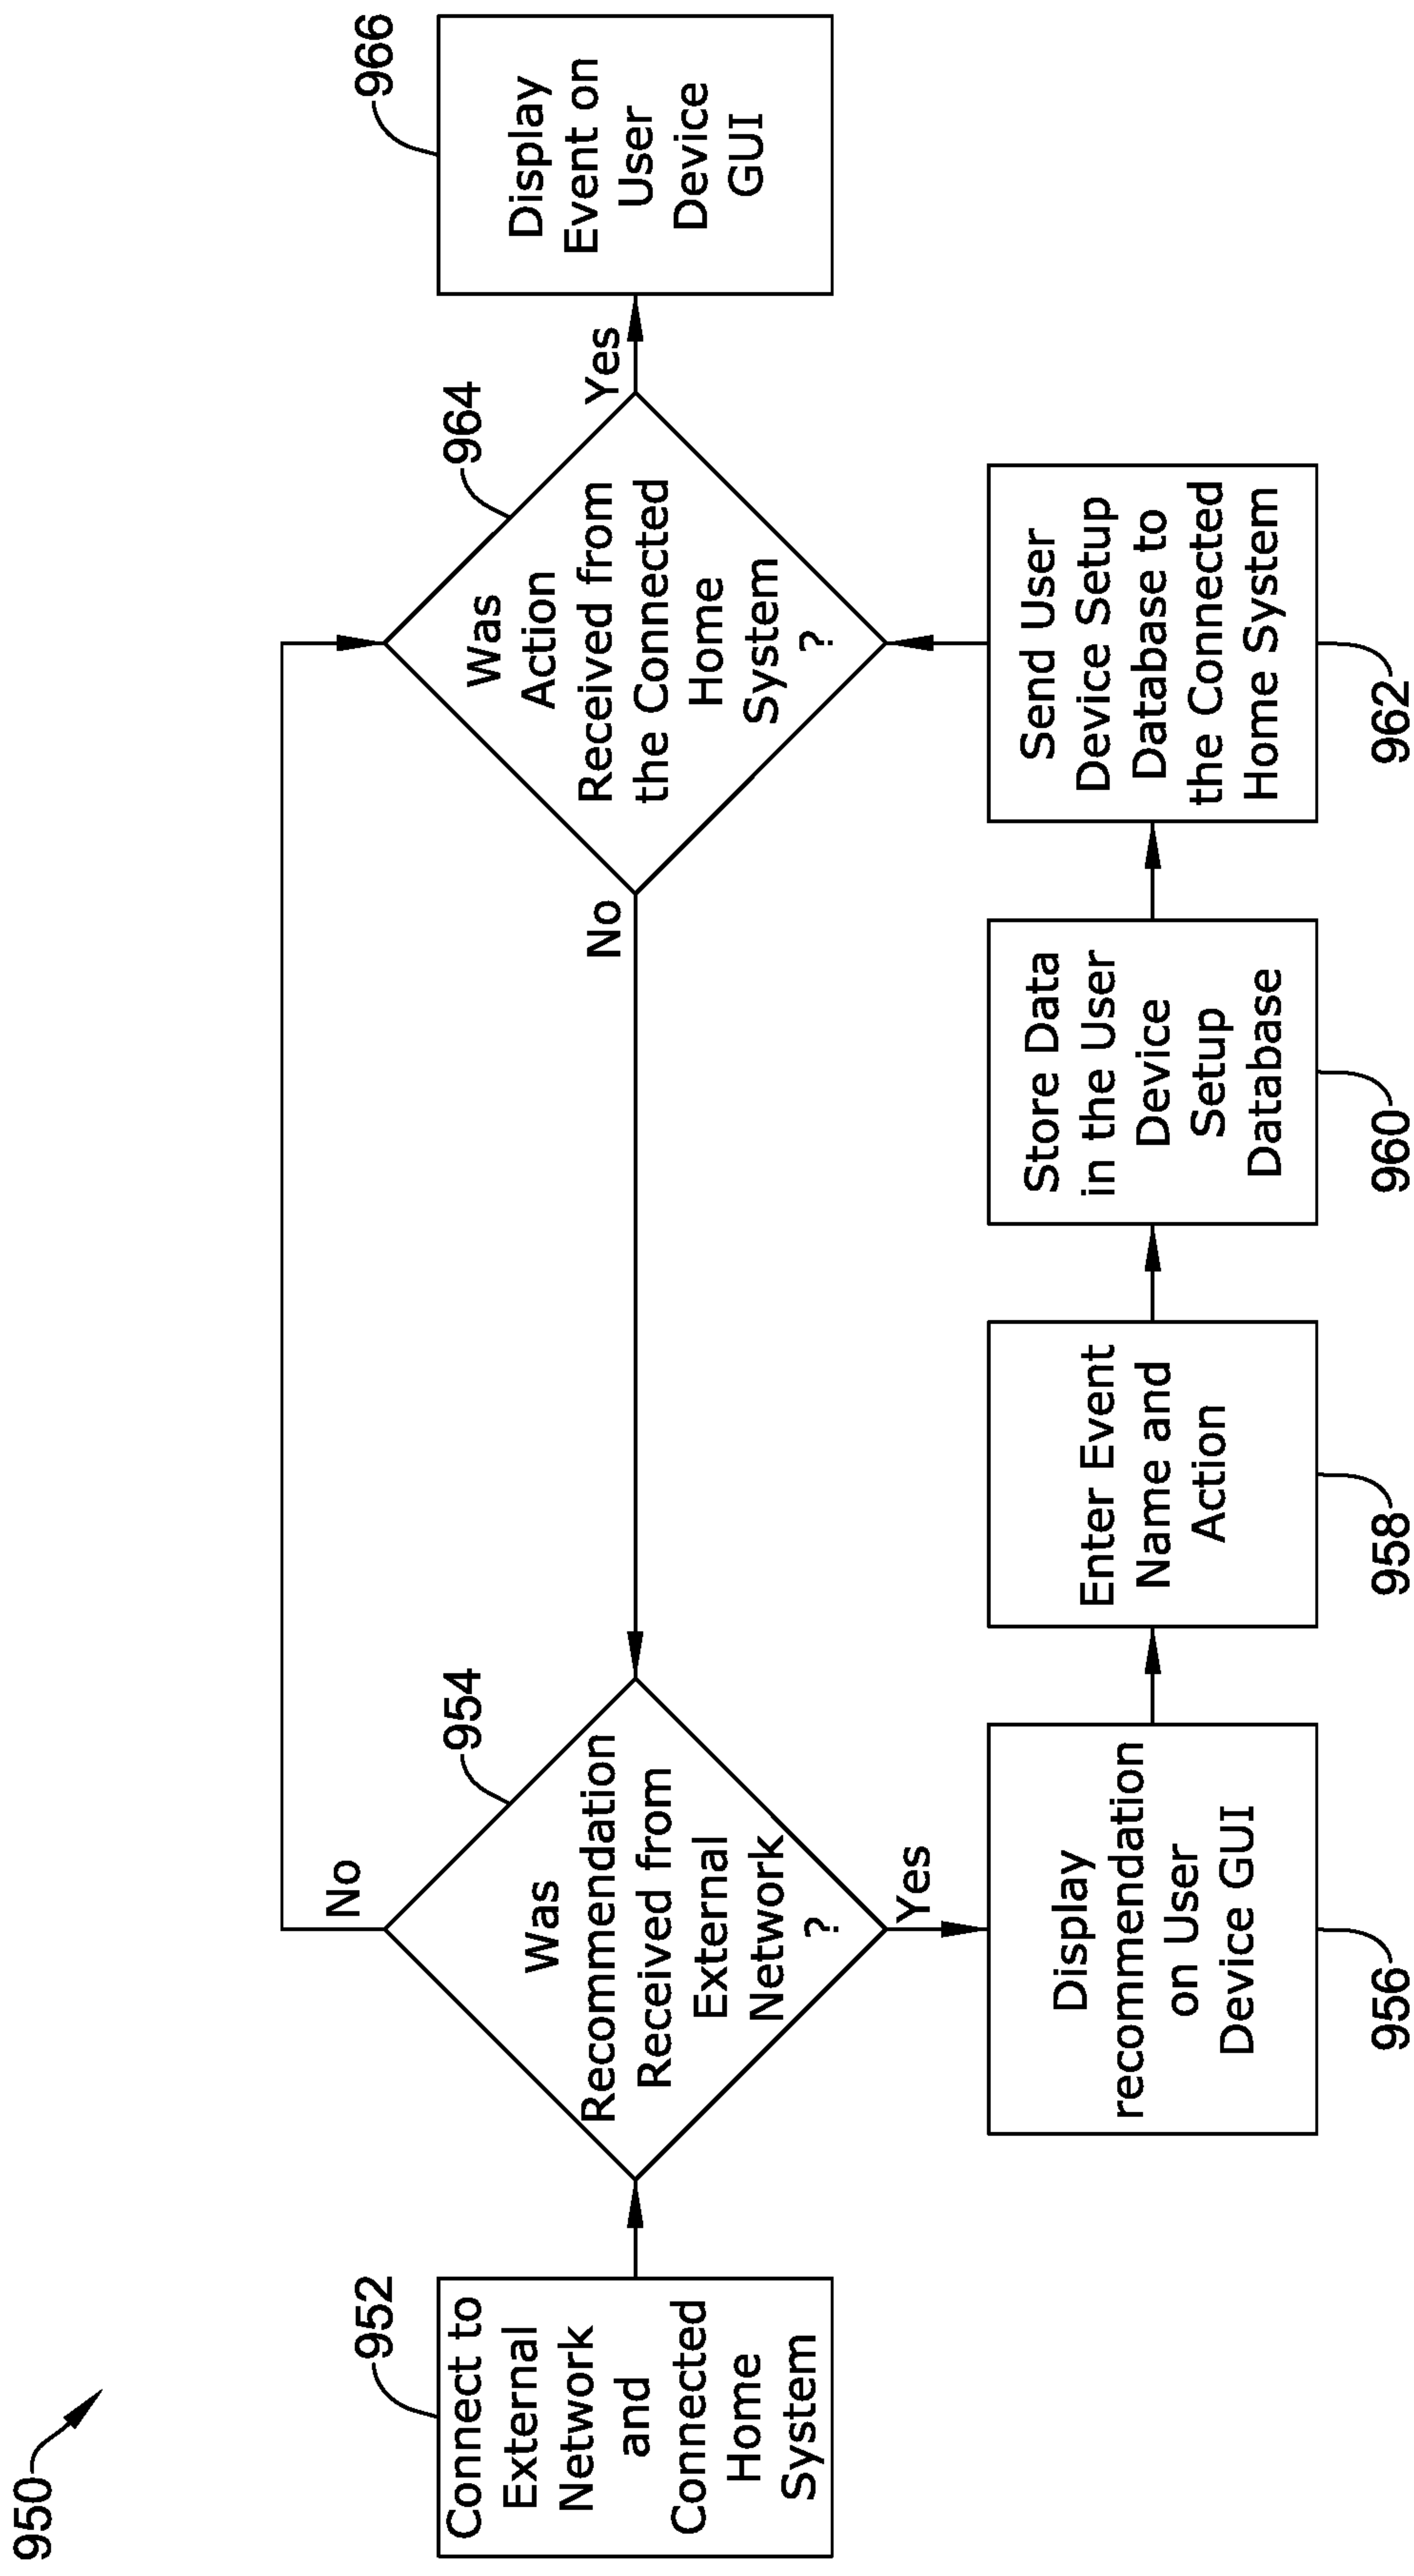 950
952
Connect to
External
Network
and
Connected
Home
System
954
Was
Recommendation
Received from
External
Network
?
No
Yes
956
Display
recommendation
on User
Device GUI
958
Enter Event
Name and
Action
960
Store Data
in the User
Device
Setup
Database
962
Send User
Device Setup
Database to
the Connected
Home System
964
Was
Action
Received from
the Connected
Home
System
?
No
Yes
966
Display
Event on
User
Device
GUI